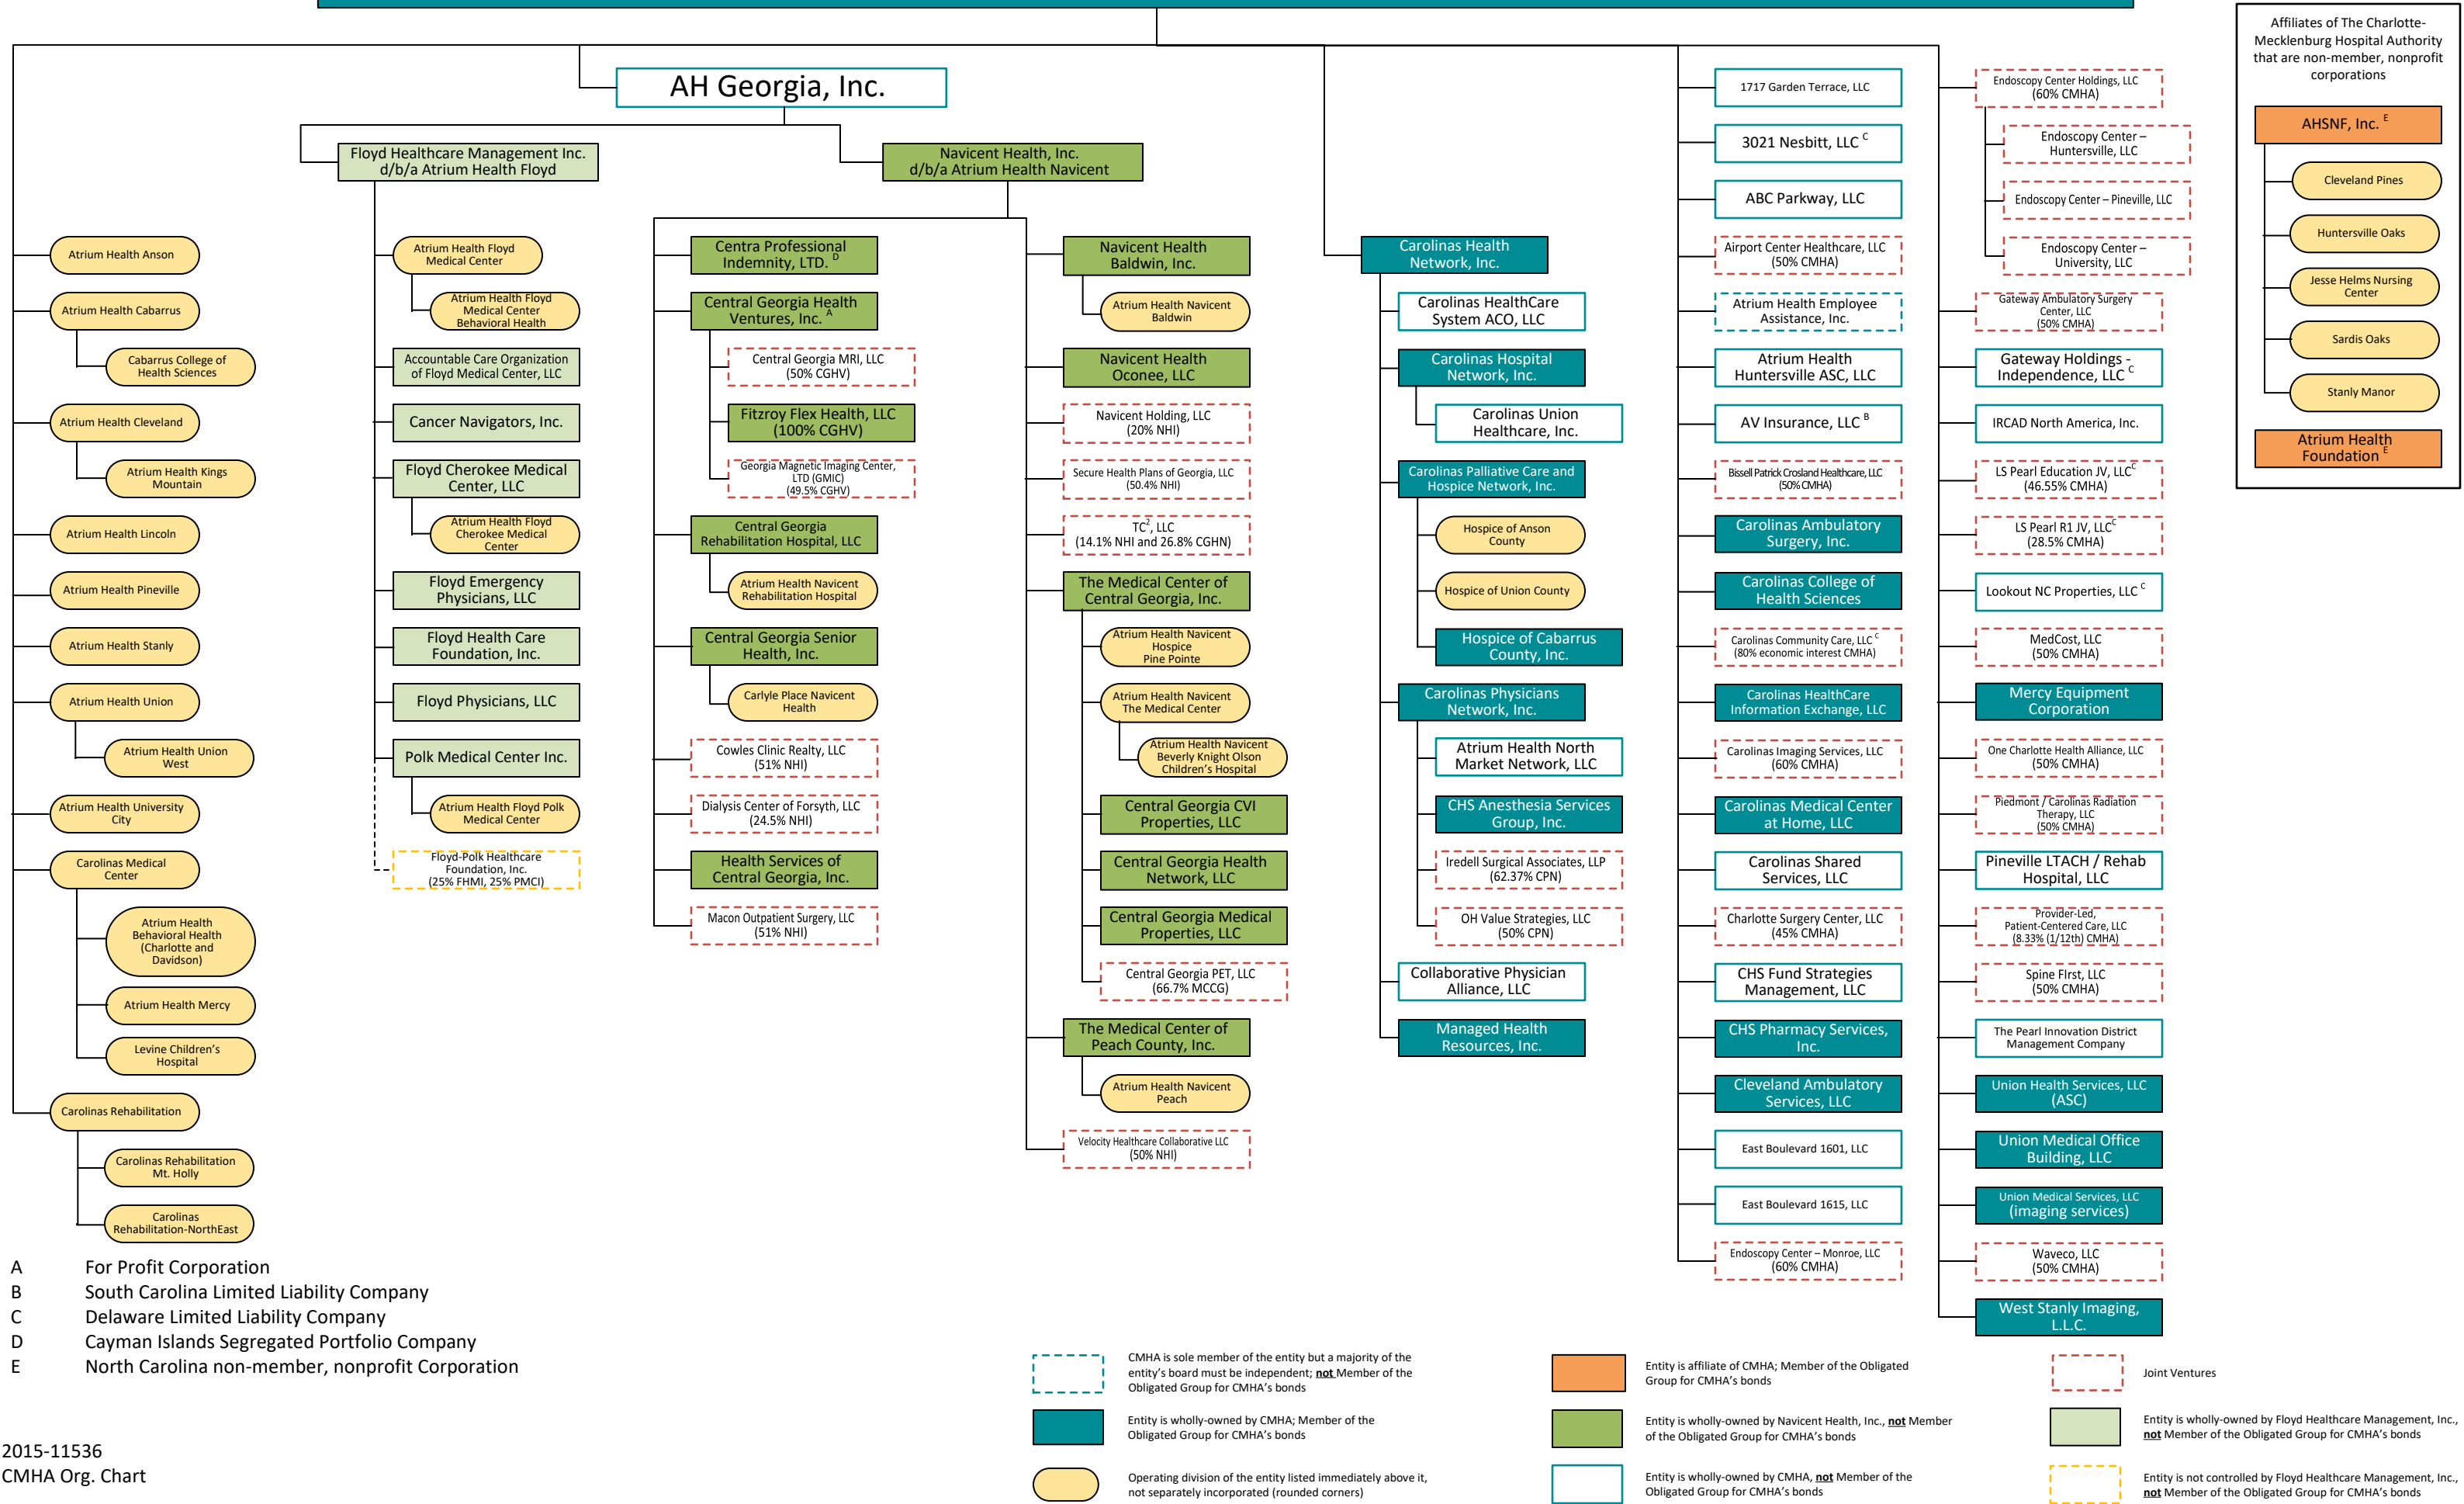 AH Georgia, Inc.
Floyd Healthcare Management Inc.
d/b/a Atrium Health Floyd
Navicent Health, Inc.
d/b/a Atrium Health Navicent
Atrium Health Anson
Atrium Health Cabarrus
Cabarrus College of
Health Sciences
Atrium Health Cleveland
Atrium Health Kings
Mountain
Atrium Health Lincoln
Atrium Health Pineville
Atrium Health Stanly
Atrium Health Union
Atrium Health Union
West
Atrium Health University
City
Carolinas Medical
Center
Atrium Health
Behavioral Health
(Charlotte and
Davidson)
Atrium Health Mercy
Levine Children's
Hospital
Carolinas Rehabilitation
Carolinas Rehabilitation
Mt. Holly
Carolinas
Rehabilitation-NorthEast
Atrium Health Floyd
Medical Center
Atrium Health Floyd
Medical Center
Behavioral Health
Accountable Care Organization
of Floyd Medical Center, LLC
Cancer Navigators, Inc.
Floyd Cherokee Medical
Center, LLC
Atrium Health Floyd
Cherokee Medical
Center
Floyd Emergency
Physicians, LLC
Floyd Health Care
Foundation, Inc.
Floyd Physicians, LLC
Polk Medical Center Inc.
Atrium Health Floyd Polk
Medical Center
Floyd-Polk Healthcare
Foundation, Inc.
(25% FHMI, 25% PMCI)
Centra Professional
Indemnity, LTD. D
Central Georgia Health
Ventures, Inc. A
Central Georgia MRI, LLC
(50% CGHV)
Fitzroy Flex Health, LLC
(100% CGHV)
Georgia Magnetic Imaging Center,
LTD (GMIC)
(49.5% CGHV)
Central Georgia
Rehabilitation Hospital, LLC
Atrium Health Navicent
Rehabilitation Hospital
Central Georgia Senior
Health, Inc.
Carlyle Place Navicent
Health
Cowles Clinic Realty, LLC
(51% NHI)
Dialysis Center of Forsyth, LLC
(24.5% NHI)
Health Services of
Central Georgia, Inc.
Macon Outpatient Surgery, LLC
(51% NHI)
Navicent Health
Baldwin, Inc.
Atrium Health Navicent
Baldwin
Navicent Health
Oconee, LLC
Navicent Holding, LLC
(20% NHI)
Secure Health Plans of Georgia, LLC
(50.4% NHI)
TC2, LLC
(14.1% NHI and 26.8% CGHN)
The Medical Center of
Central Georgia, Inc.
Atrium Health Navicent
Hospice
Pine Pointe
Atrium Health Navicent
The Medical Center
Atrium Health Navicent
Beverly Knight Olson
Children's Hospital
Central Georgia CVI
Properties, LLC
Central Georgia Health
Network, LLC
Central Georgia Medical
Properties, LLC
Central Georgia PET, LLC
(66.7% MCCG)
The Medical Center of
Peach County, Inc.
Atrium Health Navicent
Peach
Velocity Healthcare Collaborative LLC
(50% NHI)
Carolinas Health
Network, Inc.
Carolinas HealthCare
System ACO, LLC
Carolinas Hospital
Network, Inc.
Carolinas Union
Healthcare, Inc.
Carolinas Palliative Care and
Hospice Network, Inc.
Hospice of Anson
County
Hospice of Union County
Hospice of Cabarrus
County, Inc.
Carolinas Physicians
Network, Inc.
Atrium Health North
Market Network, LLC
CHS Anesthesia Services
Group, Inc.
Iredell Surgical Associates, LLP
(62.37% CPN)
OH Value Strategies, LLC
(50% CPN)
Collaborative Physician
Alliance, LLC
Managed Health
Resources, Inc.
1717 Garden Terrace, LLC
3021 Nesbitt, LLC C
ABC Parkway, LLC
Airport Center Healthcare, LLC
(50% CMHA)
Atrium Health Employee
Assistance, Inc.
Atrium Health
Huntersville ASC, LLC
AV Insurance, LLC B
Bissell Patrick Crosland Healthcare, LLC
(50% CMHA)
Carolinas Ambulatory
Surgery, Inc.
Carolinas College of
Health Sciences
Carolinas Community Care, LLC C
(80% economic interest CMHA)
Carolinas HealthCare
Information Exchange, LLC
Carolinas Imaging Services, LLC
(60% CMHA)
Carolinas Medical Center
at Home, LLC
Carolinas Shared
Services, LLC
Charlotte Surgery Center, LLC
(45% CMHA)
CHS Fund Strategies
Management, LLC
CHS Pharmacy Services,
Inc.
Cleveland Ambulatory
Services, LLC
East Boulevard 1601, LLC
East Boulevard 1615, LLC
Endoscopy Center – Monroe, LLC
(60% CMHA)
Endoscopy Center Holdings, LLC
(60% CMHA)
Endoscopy Center –
Huntersville, LLC
Endoscopy Center – Pineville, LLC
Endoscopy Center –
University, LLC
Gateway Ambulatory Surgery
Center, LLC
(50% CMHA)
Gateway Holdings -
Independence, LLC C
IRCAD North America, Inc.
LS Pearl Education JV, LLC C
(46.55% CMHA)
LS Pearl R1 JV, LLC C
(28.5% CMHA)
Lookout NC Properties, LLC C
MedCost, LLC
(50% CMHA)
Mercy Equipment
Corporation
One Charlotte Health Alliance, LLC
(50% CMHA)
Piedmont / Carolinas Radiation
Therapy, LLC
(50% CMHA)
Pineville LTACH / Rehab
Hospital, LLC
Provider-Led,
Patient-Centered Care, LLC
(8.33% (1/12th) CMHA)
Spine FIrst, LLC
(50% CMHA)
The Pearl Innovation District
Management Company
Union Health Services, LLC
(ASC)
Union Medical Office
Building, LLC
Union Medical Services, LLC
(imaging services)
Waveco, LLC
(50% CMHA)
West Stanly Imaging,
L.L.C.
Affiliates of The Charlotte-
Mecklenburg Hospital Authority
that are non-member, nonprofit
corporations
AHSNF, Inc. E
Cleveland Pines
Huntersville Oaks
Jesse Helms Nursing
Center
Sardis Oaks
Stanly Manor
Atrium Health
Foundation E
A For Profit Corporation
B South Carolina Limited Liability Company
C Delaware Limited Liability Company
D Cayman Islands Segregated Portfolio Company
E North Carolina non-member, nonprofit Corporation
2015-11536
CMHA Org. Chart
CMHA is sole member of the entity but a majority of the
entity's board must be independent; not Member of the
Obligated Group for CMHA's bonds
Entity is wholly-owned by CMHA; Member of the
Obligated Group for CMHA's bonds
Operating division of the entity listed immediately above it,
not separately incorporated (rounded corners)
Entity is affiliate of CMHA; Member of the Obligated
Group for CMHA's bonds
Entity is wholly-owned by Navicent Health, Inc., not Member
of the Obligated Group for CMHA's bonds
Entity is wholly-owned by CMHA, not Member of the
Obligated Group for CMHA's bonds
Joint Ventures
Entity is wholly-owned by Floyd Healthcare Management, Inc.,
not Member of the Obligated Group for CMHA's bonds
Entity is not controlled by Floyd Healthcare Management, Inc.,
not Member of the Obligated Group for CMHA's bonds